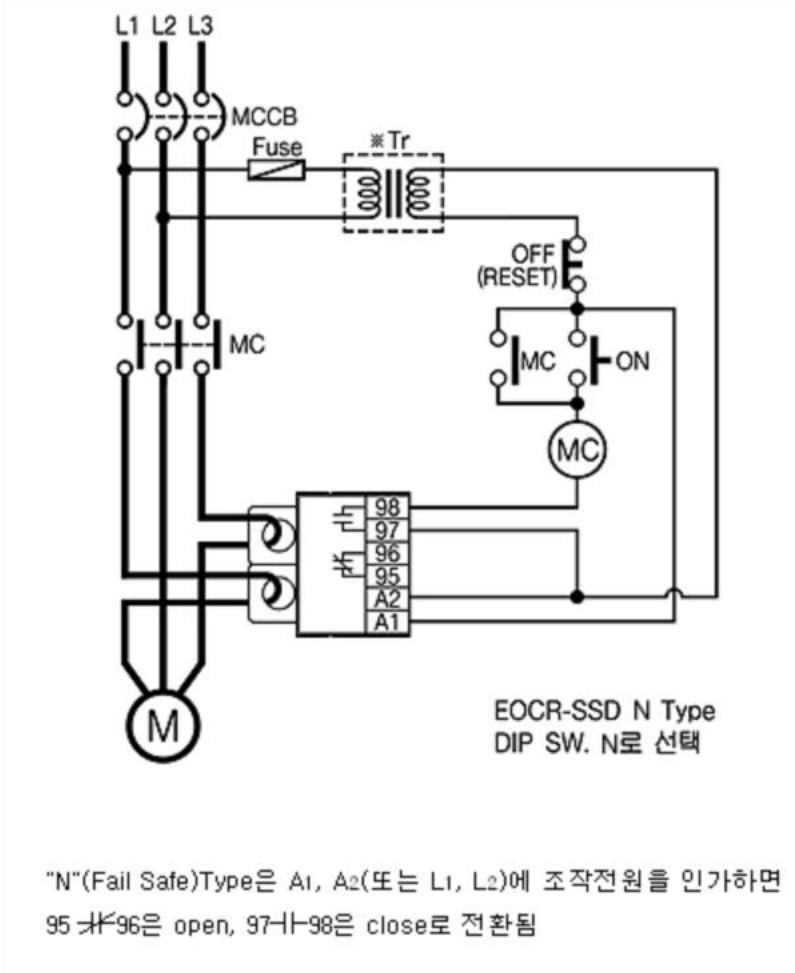 L1 L2 L3
MCCB
Fuse
※Tr
OFF
(RESET)
MC
MC
ON
MC
98
97
96
95
A2
A1
M
EOCR-SSD N Type
DIP SW. N로 선택
"N"(Fail Safe)Type은 A1, A2(또는 L1, L2)에 조작전원을 인가하면
95 96은 open, 97 98은 close로 전환됨